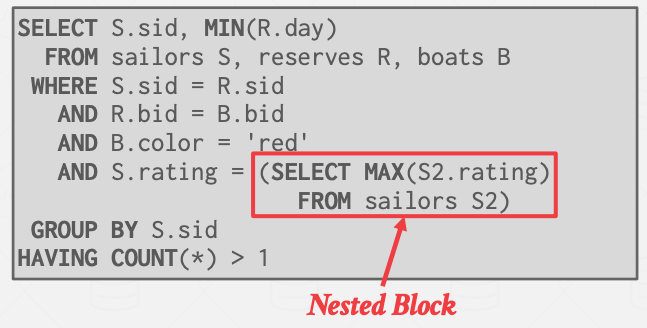 SELECT S.sid, MIN(R.day)
FROM sailors S, reserves R, boats B
WHERE S.sid = R.sid
AND R.bid = B.bid
AND B.color = 'red'
AND S.rating = (SELECT MAX(S2.rating)
FROM sailors S2)
GROUP BY S.sid
HAVING COUNT(*) > 1
Nested Block